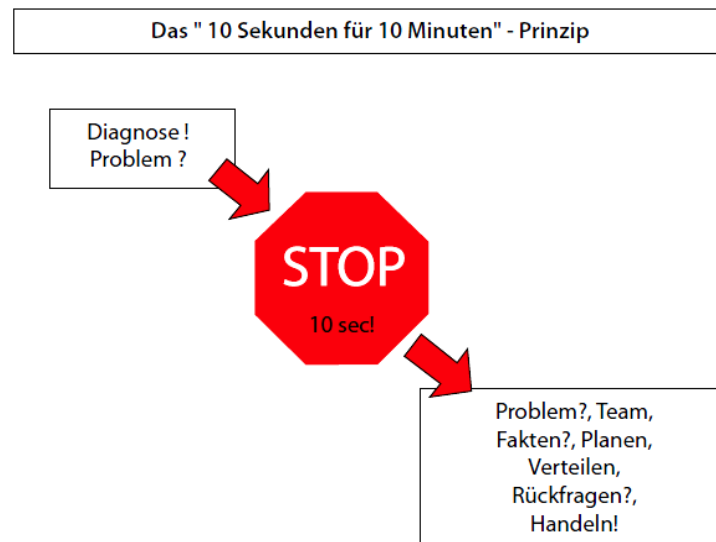 Das " 10 Sekunden für 10 Minuten" - Prinzip
Diagnose !
Problem ?
STOP
10 sec!
Problem?, Team,
Fakten?, Planen,
Verteilen,
Rückfragen?,
Handeln!